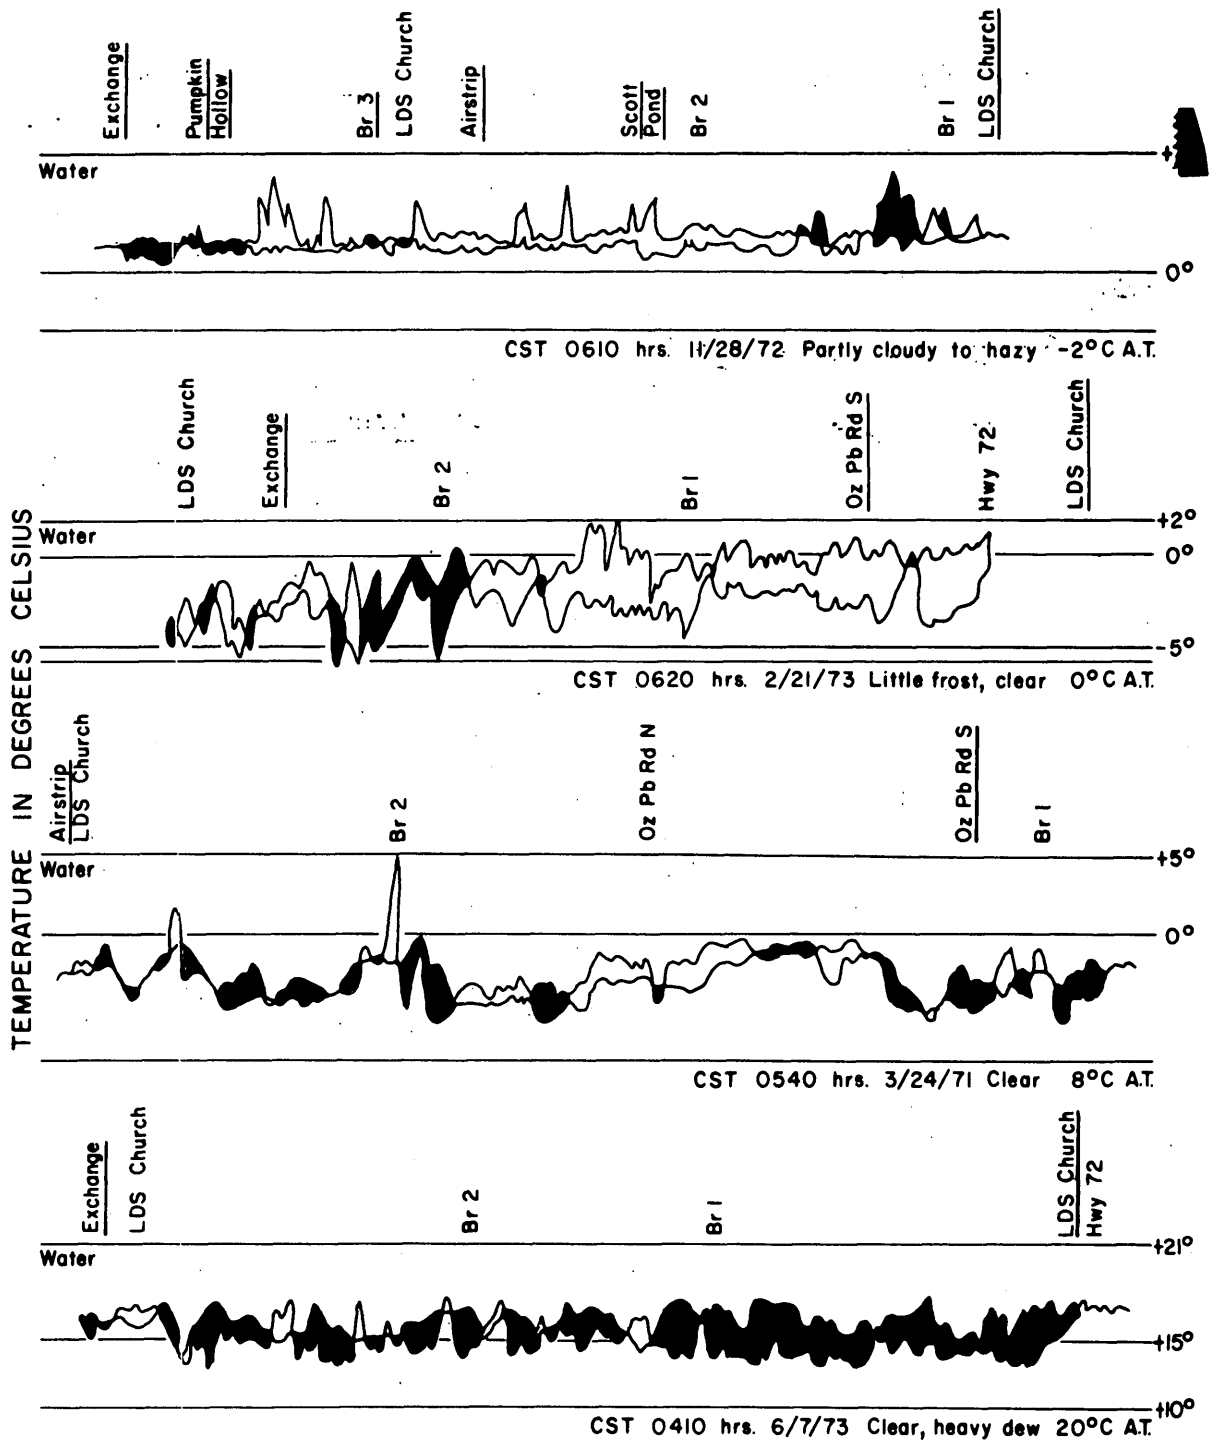 TEMPERATURE IN DEGREES CELSIUS
Exchange
Pumpkin
Hollow
Br 3
LDS Church
Airstrip
Scott
Pond
Br 2
Br 1
LDS Church
Water
+
0°
CST 0610 hrs. 11/28/72 Partly cloudy to hazy -2°C A.T.
LDS Church
Exchange
Br 2
Br 1
Oz Pb Rd S
Hwy 72
LDS Church
Water
+2°
0°
-5°
CST 0620 hrs. 2/21/73 Little frost, clear 0°C A.T.
Airstrip
LDS Church
Br 2
Oz Pb Rd N
Oz Pb Rd S
Br 1
Water
+5°
0°
CST 0540 hrs. 3/24/71 Clear 8°C A.T.
Exchange
LDS Church
Br 2
Br 1
LDS Church
Hwy 72
Water
+21°
+15°
+10°
CST 0410 hrs. 6/7/73 Clear, heavy dew 20°C A.T.